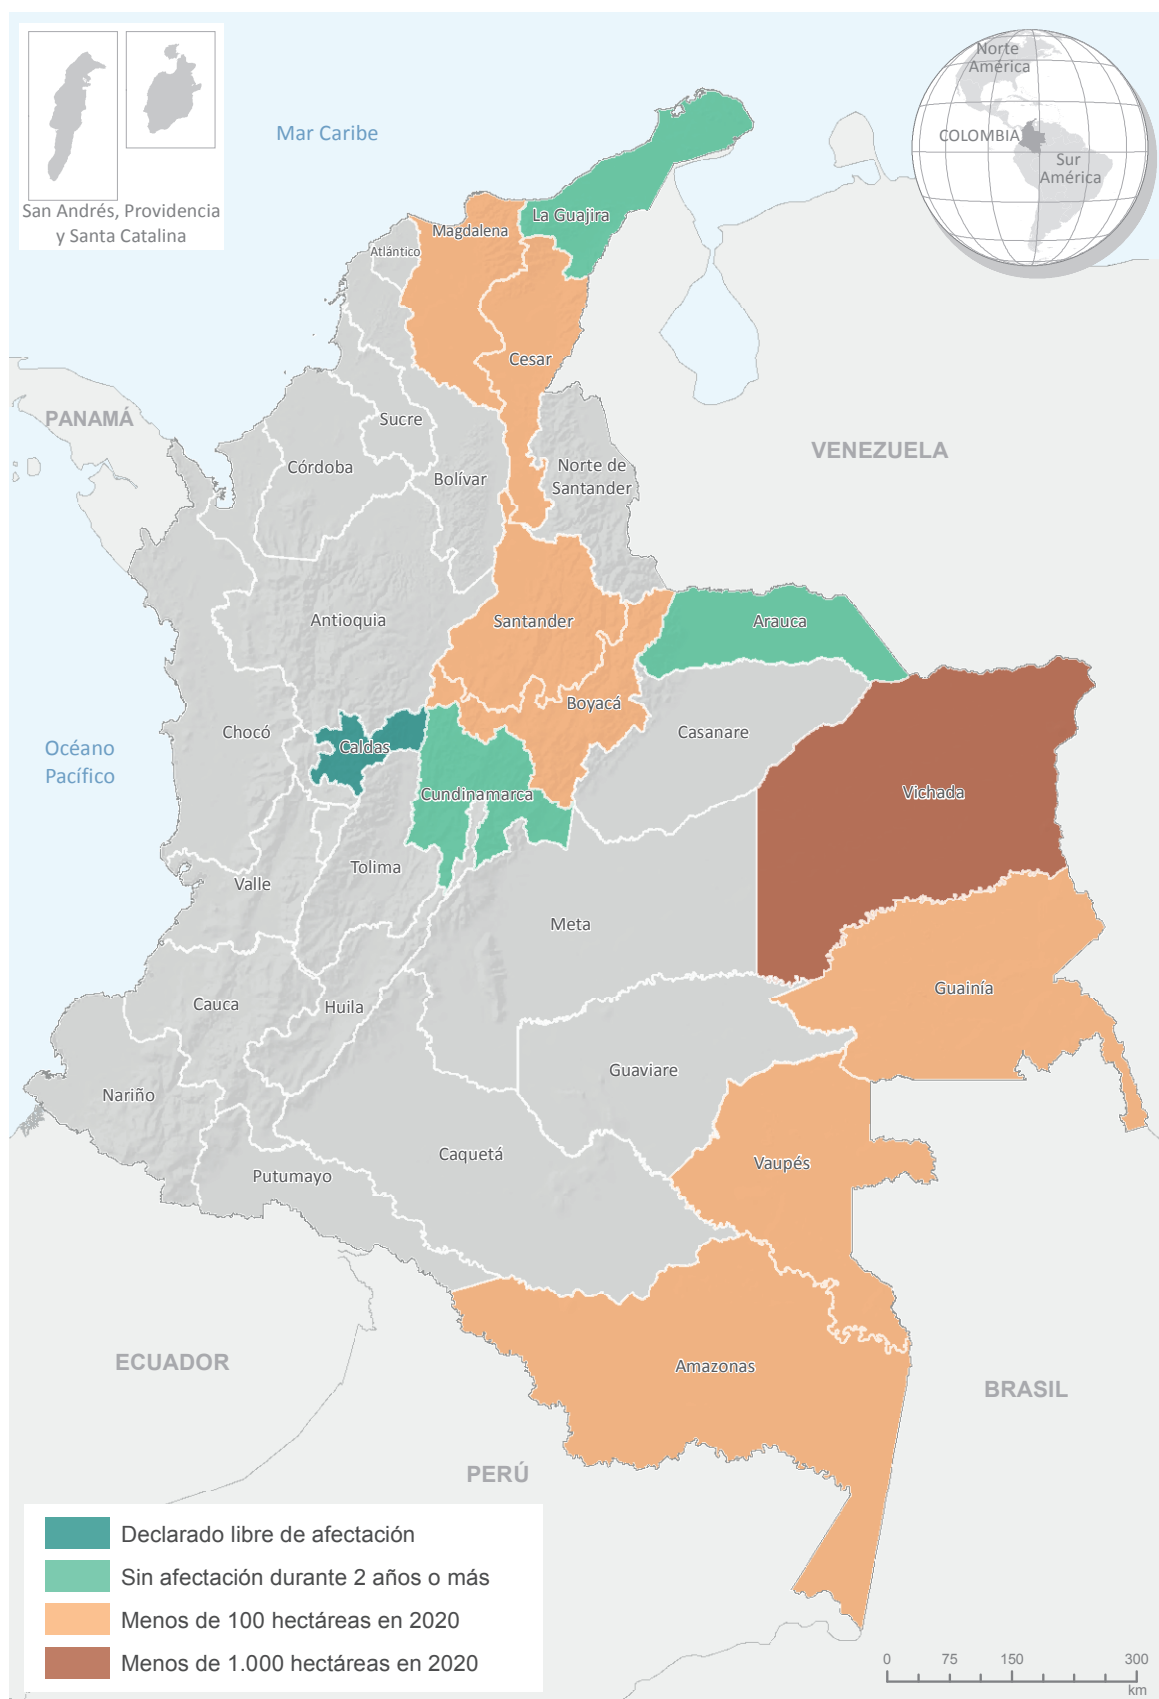 Norte
América
COLOMBIA
Sur
América
Mar Caribe
San Andrés, Providencia
y Santa Catalina
La Guajira
Magdalena
Atlántico
Cesar
PANAMÁ
Sucre
VENEZUELA
Córdoba
Bolívar
Norte de
Santander
Antioquia
Santander
Arauca
Boyacá
Chocó
Casanare
Océano
Pacífico
Caldas
Cundinamarca
Vichada
Tolima
Valle
Meta
Guainía
Cauca
Huila
Guaviare
Nariño
Caquetá
Vaupés
Putumayo
ECUADOR
Amazonas
BRASIL
PERÚ
Declarado libre de afectación
Sin afectación durante 2 años o más
Menos de 100 hectáreas en 2020
Menos de 1.000 hectáreas en 2020
0 75 150 300
km